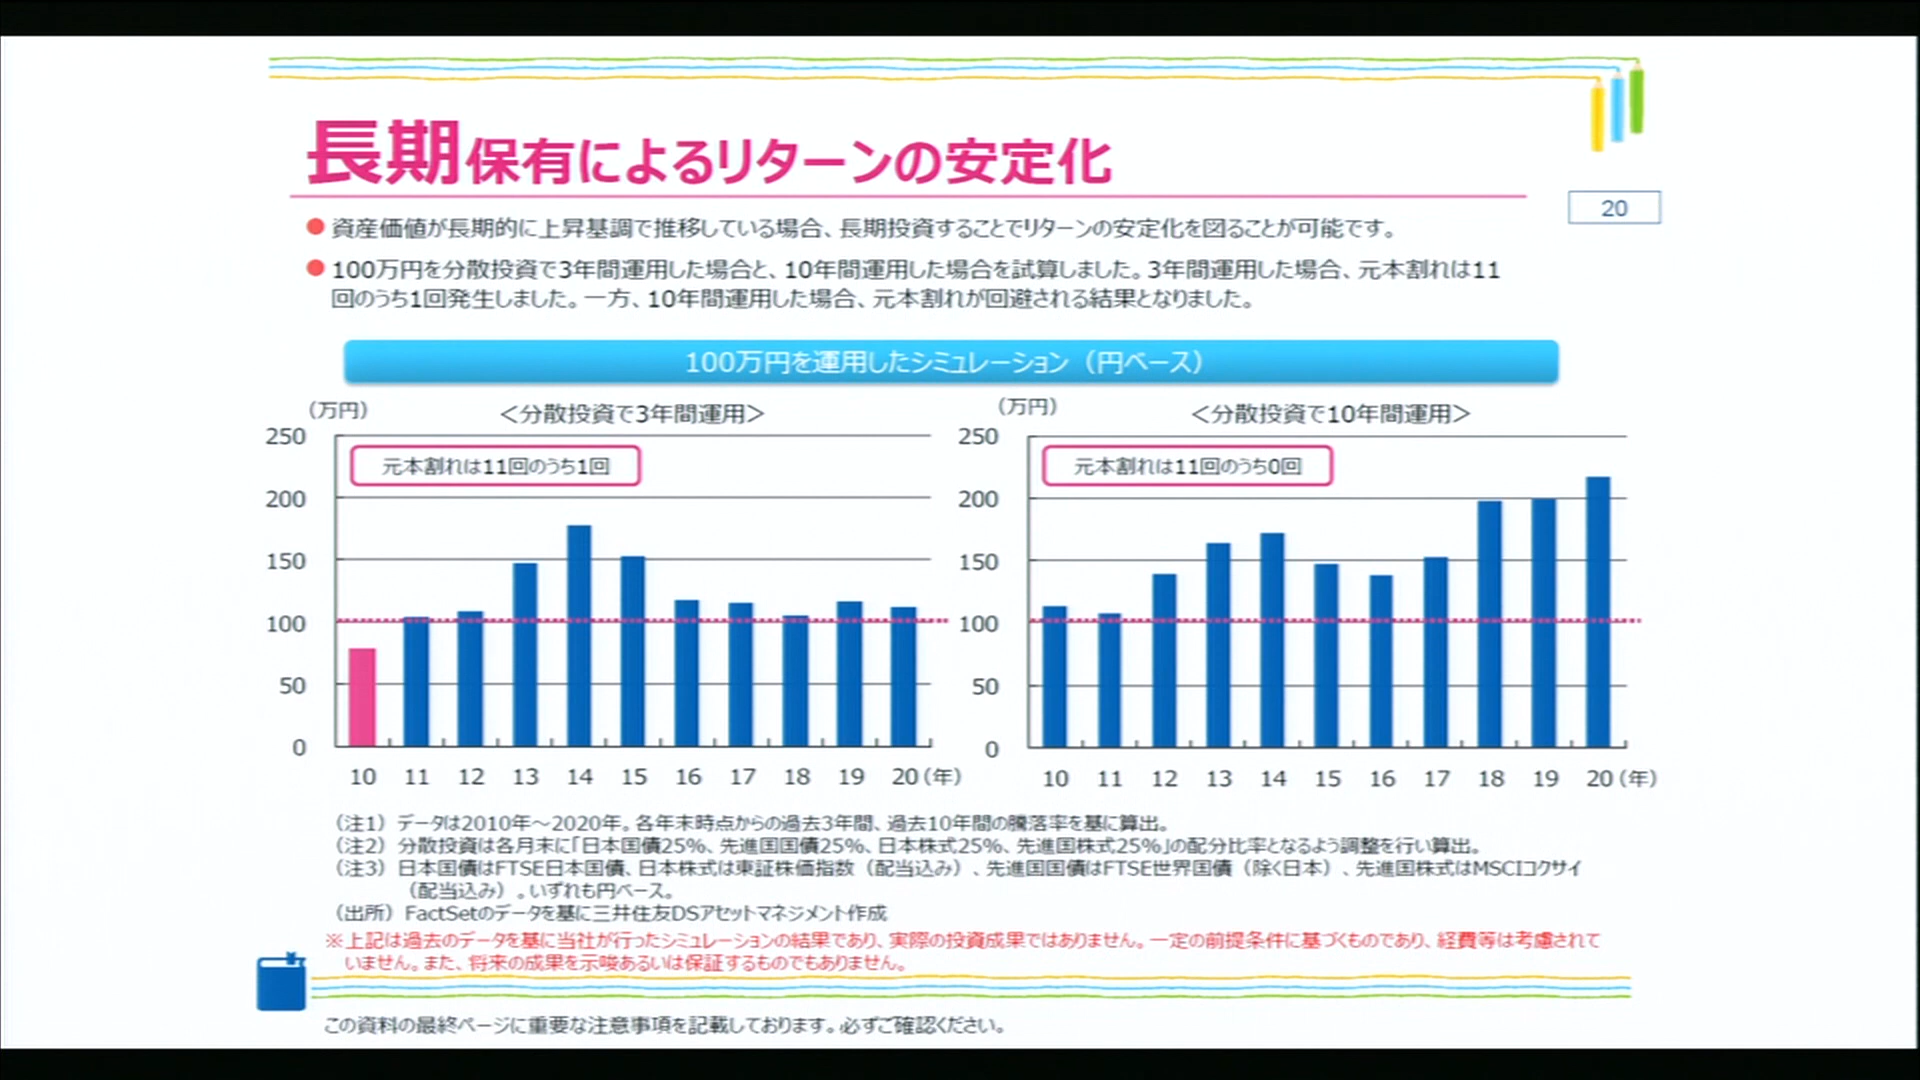 長期保有によるリターンの安定化
20
● 資産価値が長期的に上昇基調で推移している場合、長期投資することでリターンの安定化を図ることが可能です。
● 100万円を分散投資で3年間運用した場合と、10年間運用した場合を試算しました。3年間運用した場合、元本割れは11
回のうち1回発生しました。一方、10年間運用した場合、元本割れが回避される結果となりました。
100万円を運用したシミュレーション（円ベース）
（万円）
＜分散投資で3年間運用＞
250
200
150
100
50
0
元本割れは11回のうち1回
10 11 12 13 14 15 16 17 18 19 20（年）
（万円）
＜分散投資で10年間運用＞
250
200
150
100
50
0
元本割れは11回のうち0回
10 11 12 13 14 15 16 17 18 19 20（年）
（注1）データは2010年～2020年。各年末時点からの過去3年間、過去10年間の騰落率を基に算出。
（注2）分散投資は各月末に「日本国債25%、先進国国債25%、日本株式25%、先進国株式25%」の配分比率となるよう調整を行い算出。
（注3）日本国債はFTSE日本国債、日本株式は東証株価指数（配当込み）、先進国国債はFTSE世界国債（除く日本）、先進国株式はMSCIコクサイ
（配当込み）。いずれも円ベース。
（出所）FactSetのデータを基に三井住友DSアセットマネジメント作成
※上記は過去のデータを基に当社が行ったシミュレーションの結果であり、実際の投資成果ではありません。一定の前提条件に基づくものであり、経費等は考慮されて
いません。また、将来の成果を示唆あるいは保証するものでもありません。
この資料の最終ページに重要な注意事項を記載しております。必ずご確認ください。